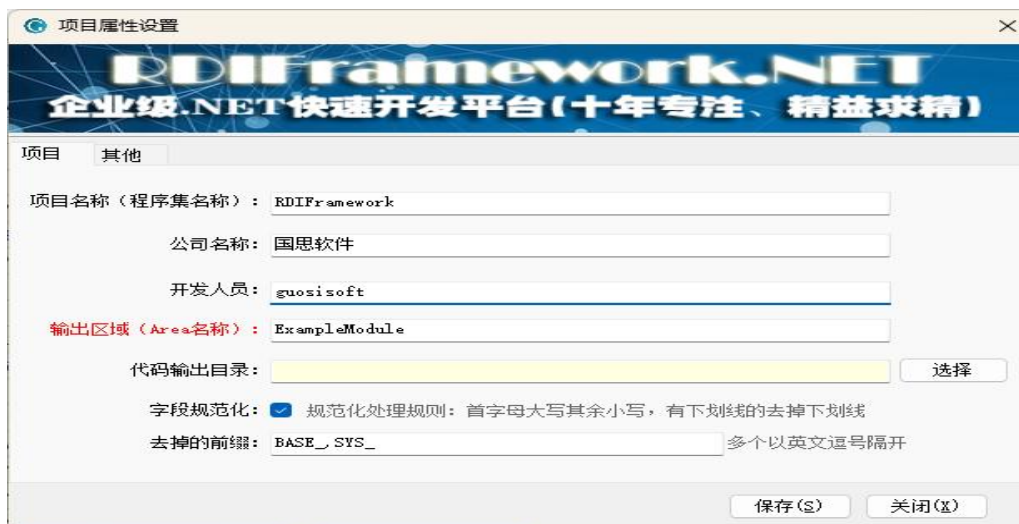 项目属性设置
RDIFramework.NET
企业级.NET快速开发平台(十年专注、精益求精)
项目 其他
项目名称（程序集名称）: RDIFramework
公司名称: 国思软件
开发人员: guosisoft
输出区域（Area名称）: ExampleModule
代码输出目录: 选择
字段规范化: 规范化处理规则: 首字母大写其余小写,有下划线的去掉下划线
去掉的前缀: BASE_,SYS_ 多个以英文逗号隔开
保存(S) 关闭(X)